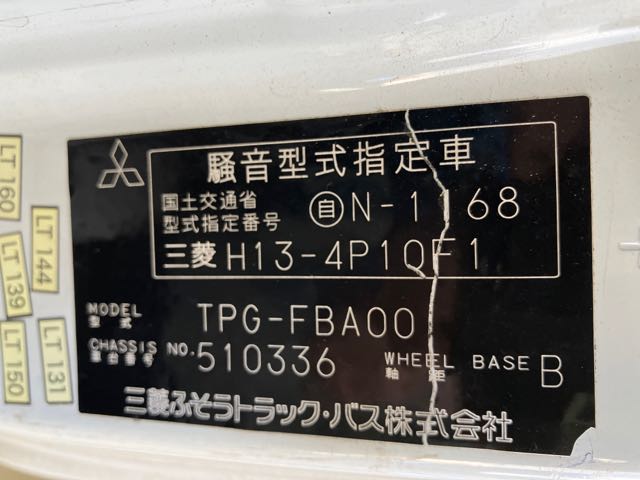 騒音型式指定車
国土交通省
型式指定番号
自N-1168
三菱 H13-4P10F1
MODEL
型式
TPG-FBA00
CHASSIS NO.
車台番号
510336
WHEEL BASE
軸距
B
三菱ふそうトラック・バス株式会社
LT 160
LT 144
LT 139
LT 131
LT 150